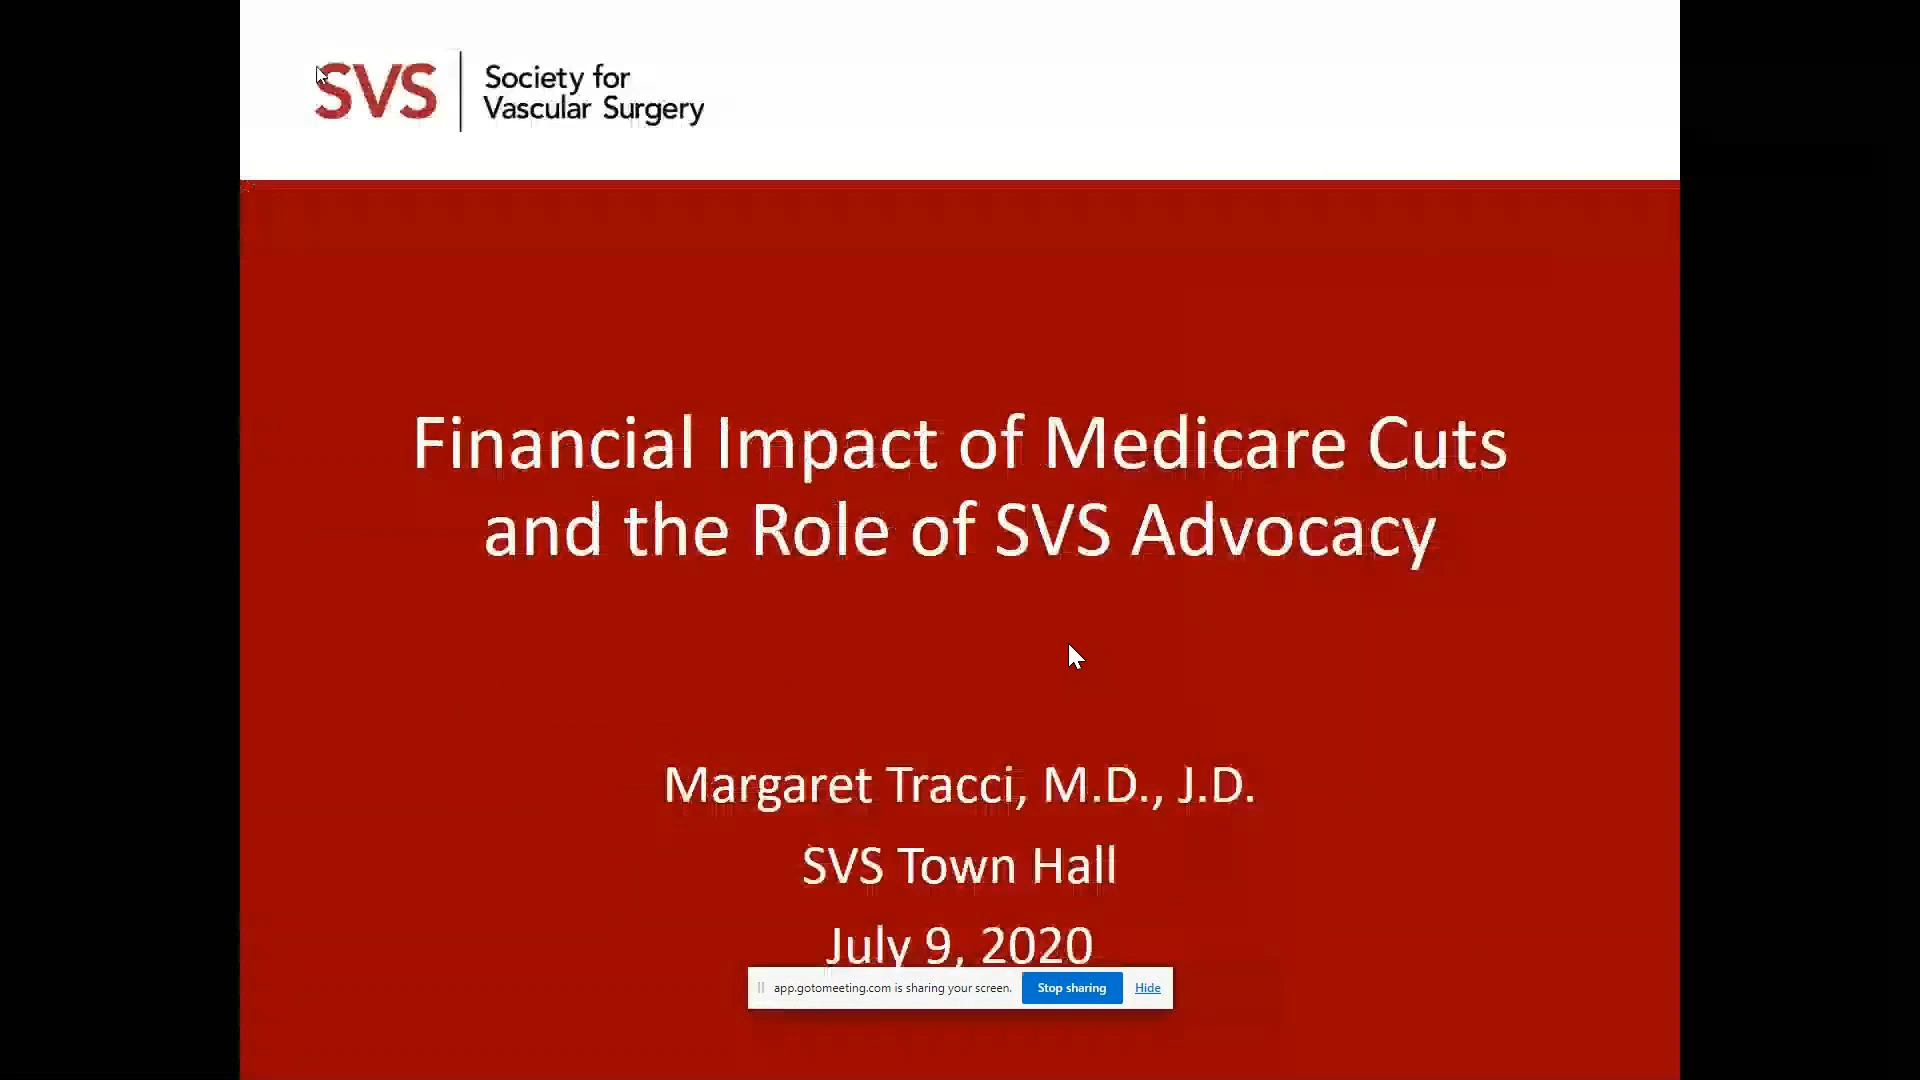 SVS
Society for
Vascular Surgery
Financial Impact of Medicare Cuts
and the Role of SVS Advocacy
Margaret Tracci, M.D., J.D.
SVS Town Hall
July 9, 2020
app.gotomeeting.com is sharing your screen. Stop sharing Hide